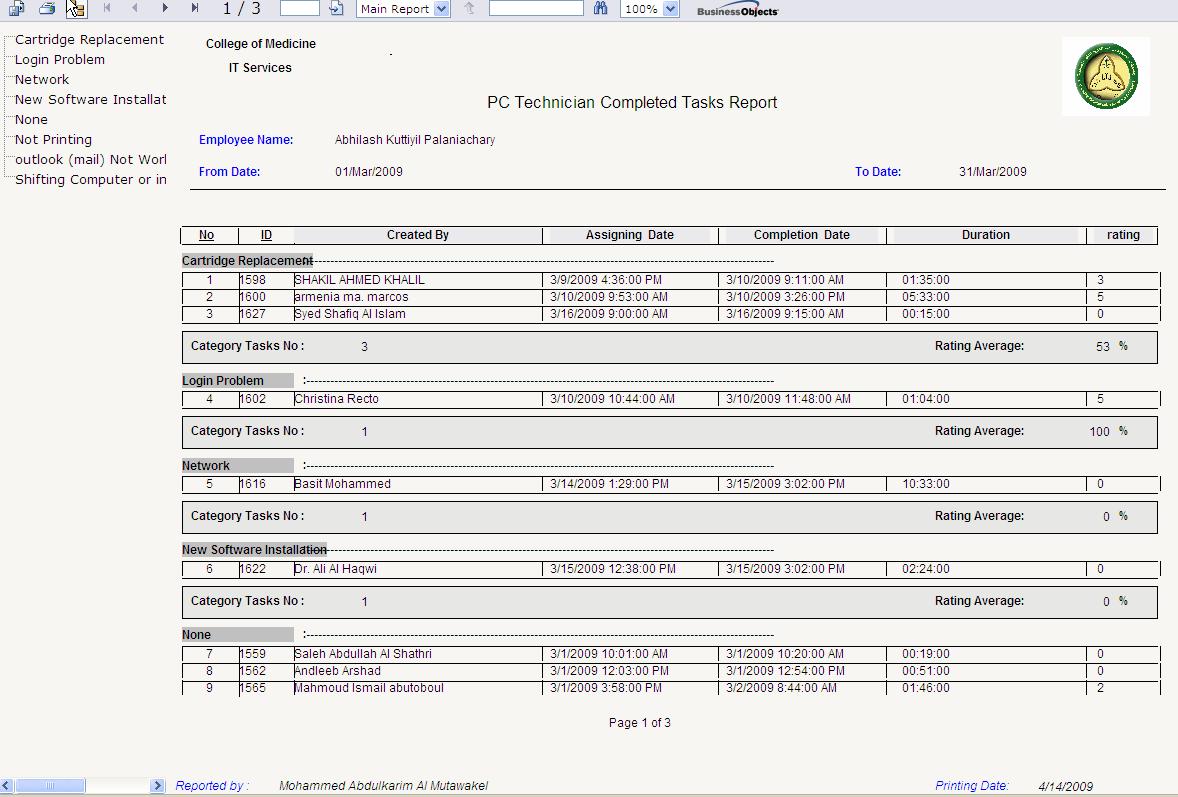 1 / 3 Main Report 100% BusinessObjects
Cartridge Replacement
Login Problem
Network
New Software Installat
None
Not Printing
outlook (mail) Not Worl
Shifting Computer or in
College of Medicine
IT Services
PC Technician Completed Tasks Report
Employee Name: Abhilash Kuttiyil Palaniachary
From Date: 01/Mar/2009 To Date: 31/Mar/2009
No ID Created By Assigning Date Completion Date Duration rating
Cartridge Replacement
1 1598 SHAKIL AHMED KHALIL 3/9/2009 4:36:00 PM 3/10/2009 9:11:00 AM 01:35:00 3
2 1600 armenia ma. marcos 3/10/2009 9:53:00 AM 3/10/2009 3:26:00 PM 05:33:00 5
3 1627 Syed Shafiq Al Islam 3/16/2009 9:00:00 AM 3/16/2009 9:15:00 AM 00:15:00 0
Category Tasks No : 3 Rating Average: 53 %
Login Problem :
4 1602 Christina Recto 3/10/2009 10:44:00 AM 3/10/2009 11:48:00 AM 01:04:00 5
Category Tasks No : 1 Rating Average: 100 %
Network :
5 1616 Basit Mohammed 3/14/2009 1:29:00 PM 3/15/2009 3:02:00 PM 10:33:00 0
Category Tasks No : 1 Rating Average: 0 %
New Software Installation
6 1622 Dr. Ali Al Haqwi 3/15/2009 12:38:00 PM 3/15/2009 3:02:00 PM 02:24:00 0
Category Tasks No : 1 Rating Average: 0 %
None :
7 1559 Saleh Abdullah Al Shathri 3/1/2009 10:01:00 AM 3/1/2009 10:20:00 AM 00:19:00 0
8 1562 Andleeb Arshad 3/1/2009 12:03:00 PM 3/1/2009 12:54:00 PM 00:51:00 0
9 1565 Mahmoud Ismail abutoboul 3/1/2009 3:58:00 PM 3/2/2009 8:44:00 AM 01:46:00 2
Page 1 of 3
Reported by : Mohammed Abdulkarim Al Mutawakel Printing Date: 4/14/2009